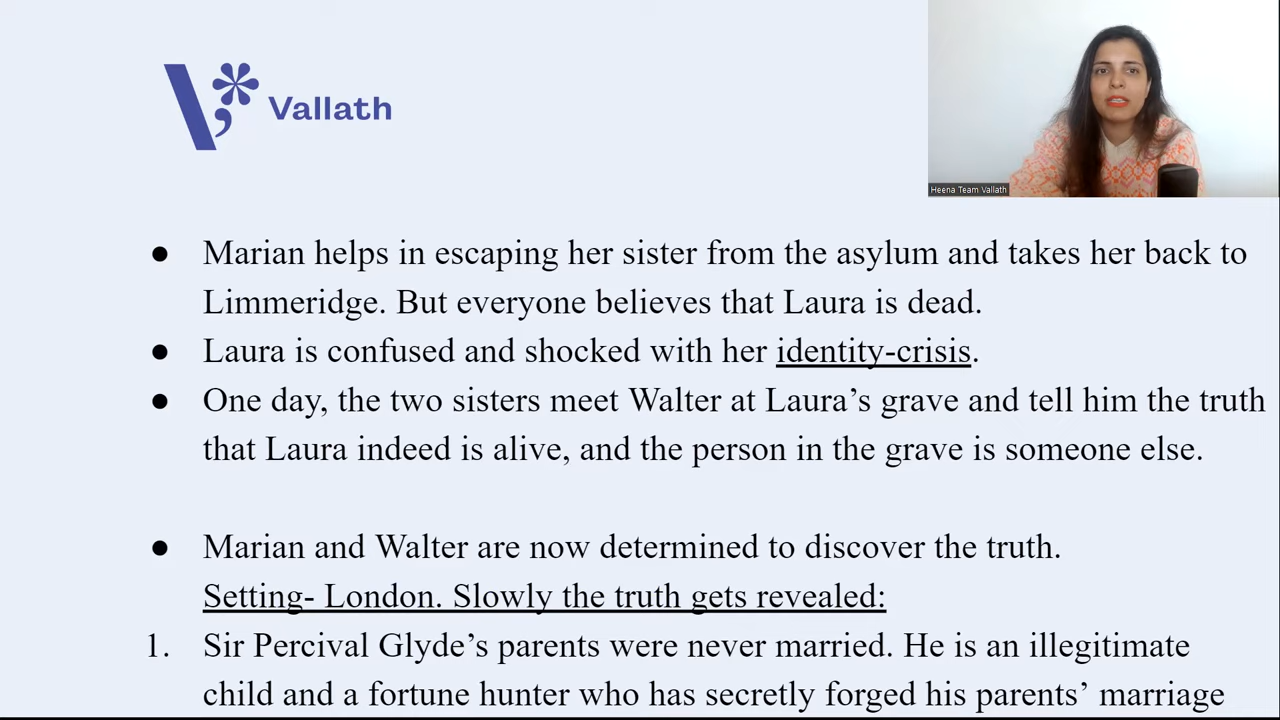 Vallath
Heena Team Vallath
● Marian helps in escaping her sister from the asylum and takes her back to
Limmeridge. But everyone believes that Laura is dead.
● Laura is confused and shocked with her identity-crisis.
● One day, the two sisters meet Walter at Laura’s grave and tell him the truth
that Laura indeed is alive, and the person in the grave is someone else.
● Marian and Walter are now determined to discover the truth.
Setting- London. Slowly the truth gets revealed:
1. Sir Percival Glyde’s parents were never married. He is an illegitimate
child and a fortune hunter who has secretly forged his parents’ marriage